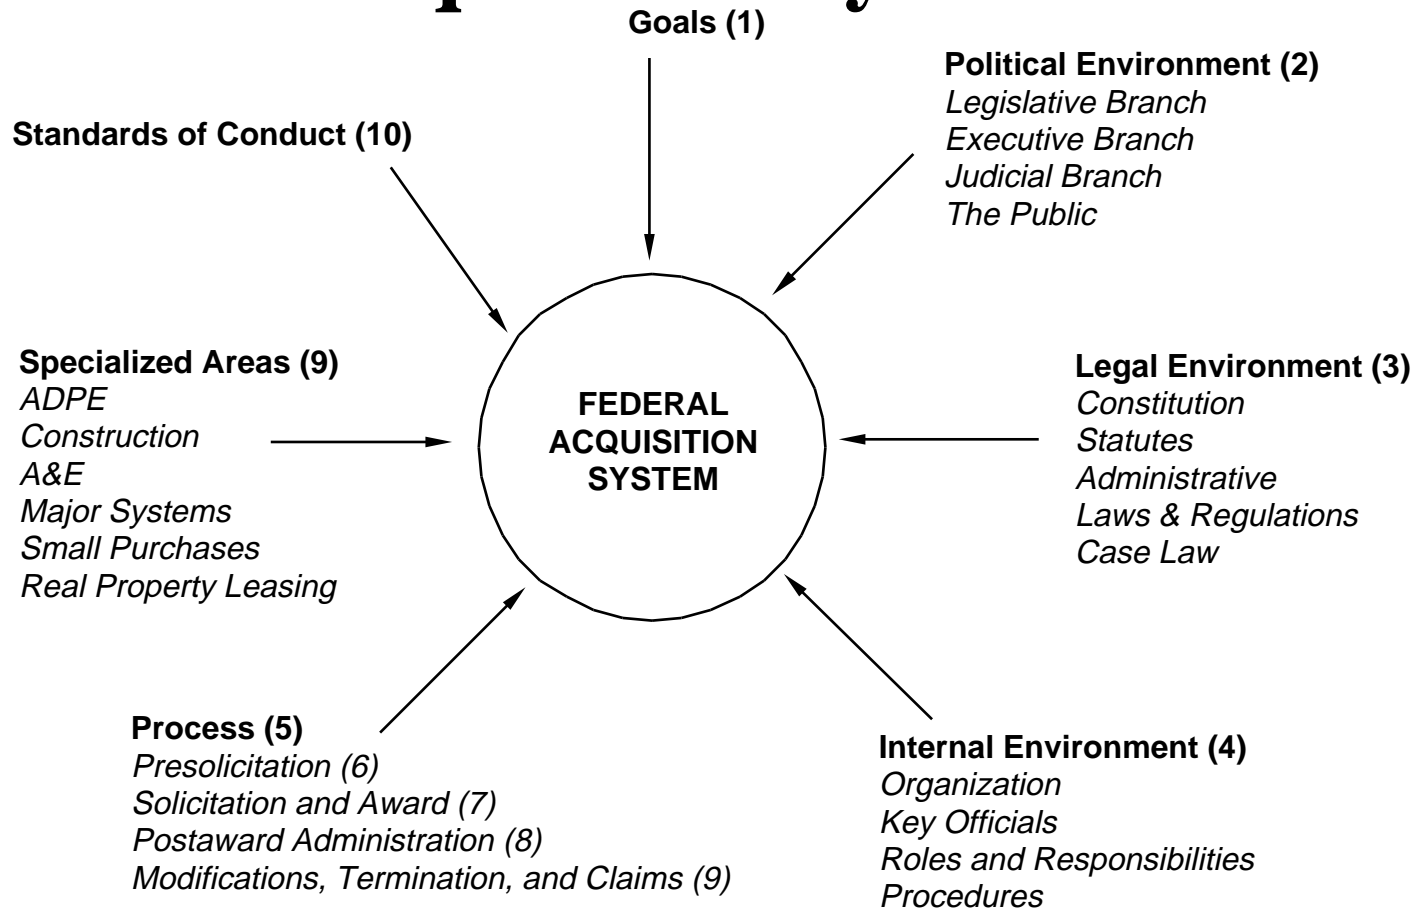 Goals (1)
Political Environment (2)
Legislative Branch
Executive Branch
Judicial Branch
The Public
Standards of Conduct (10)
Specialized Areas (9)
ADPE
Construction
A&E
Major Systems
Small Purchases
Real Property Leasing
FEDERAL
ACQUISITION
SYSTEM
Legal Environment (3)
Constitution
Statutes
Administrative
Laws & Regulations
Case Law
Process (5)
Presolicitation (6)
Solicitation and Award (7)
Postaward Administration (8)
Modifications, Termination, and Claims (9)
Internal Environment (4)
Organization
Key Officials
Roles and Responsibilities
Procedures